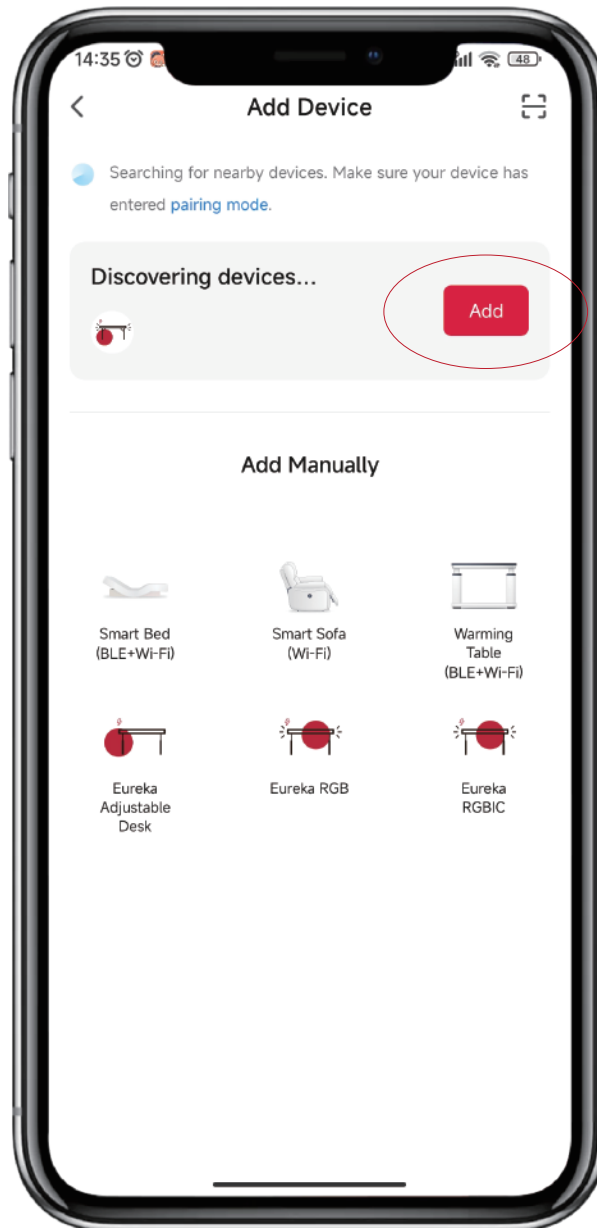 14:35
48
Add Device
Searching for nearby devices. Make sure your device has
entered pairing mode.
Discovering devices...
Add
Add Manually
Smart Bed
(BLE+Wi-Fi)
Smart Sofa
(Wi-Fi)
Warming
Table
(BLE+Wi-Fi)
Eureka
Adjustable
Desk
Eureka RGB
Eureka
RGBIC